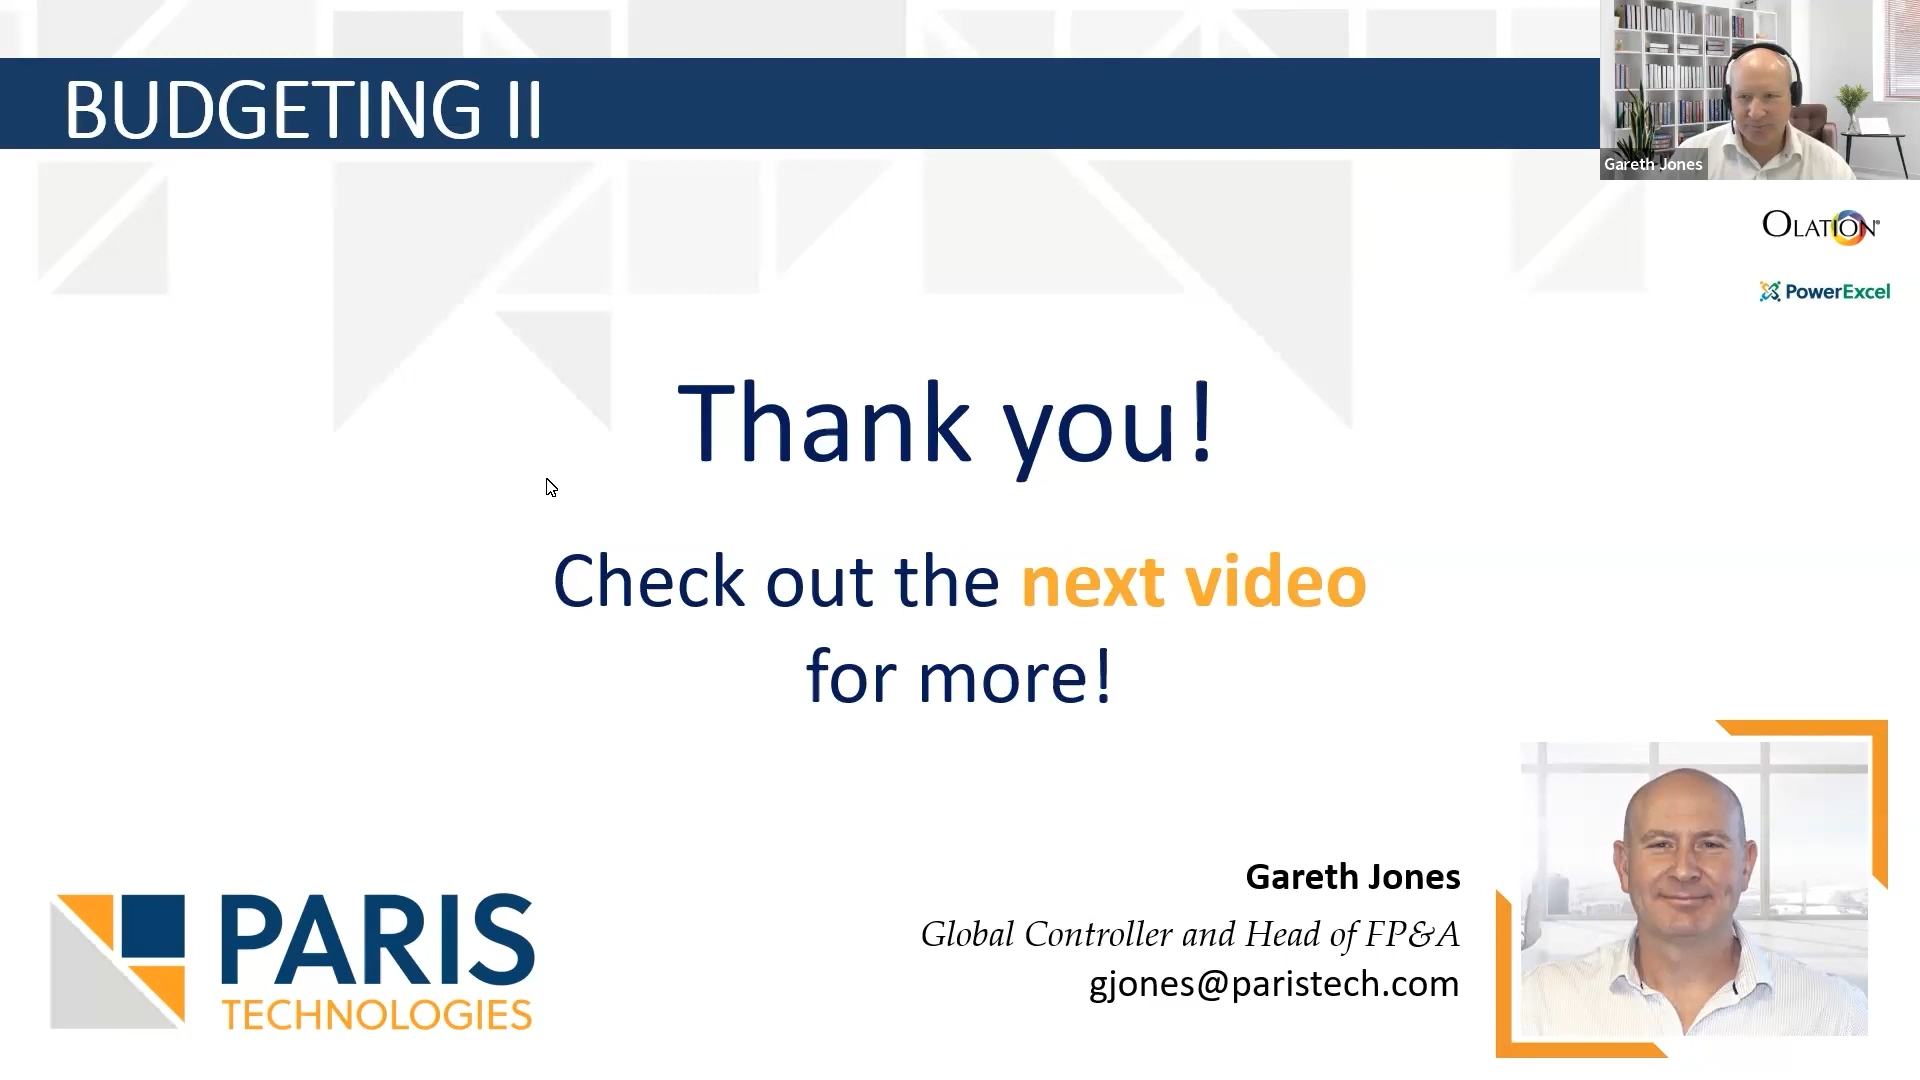 BUDGETING II
Gareth Jones
OLATION®
PowerExcel
Thank you!
Check out the next video
for more!
Gareth Jones
Global Controller and Head of FP&A
gjones@paristech.com
PARIS
TECHNOLOGIES